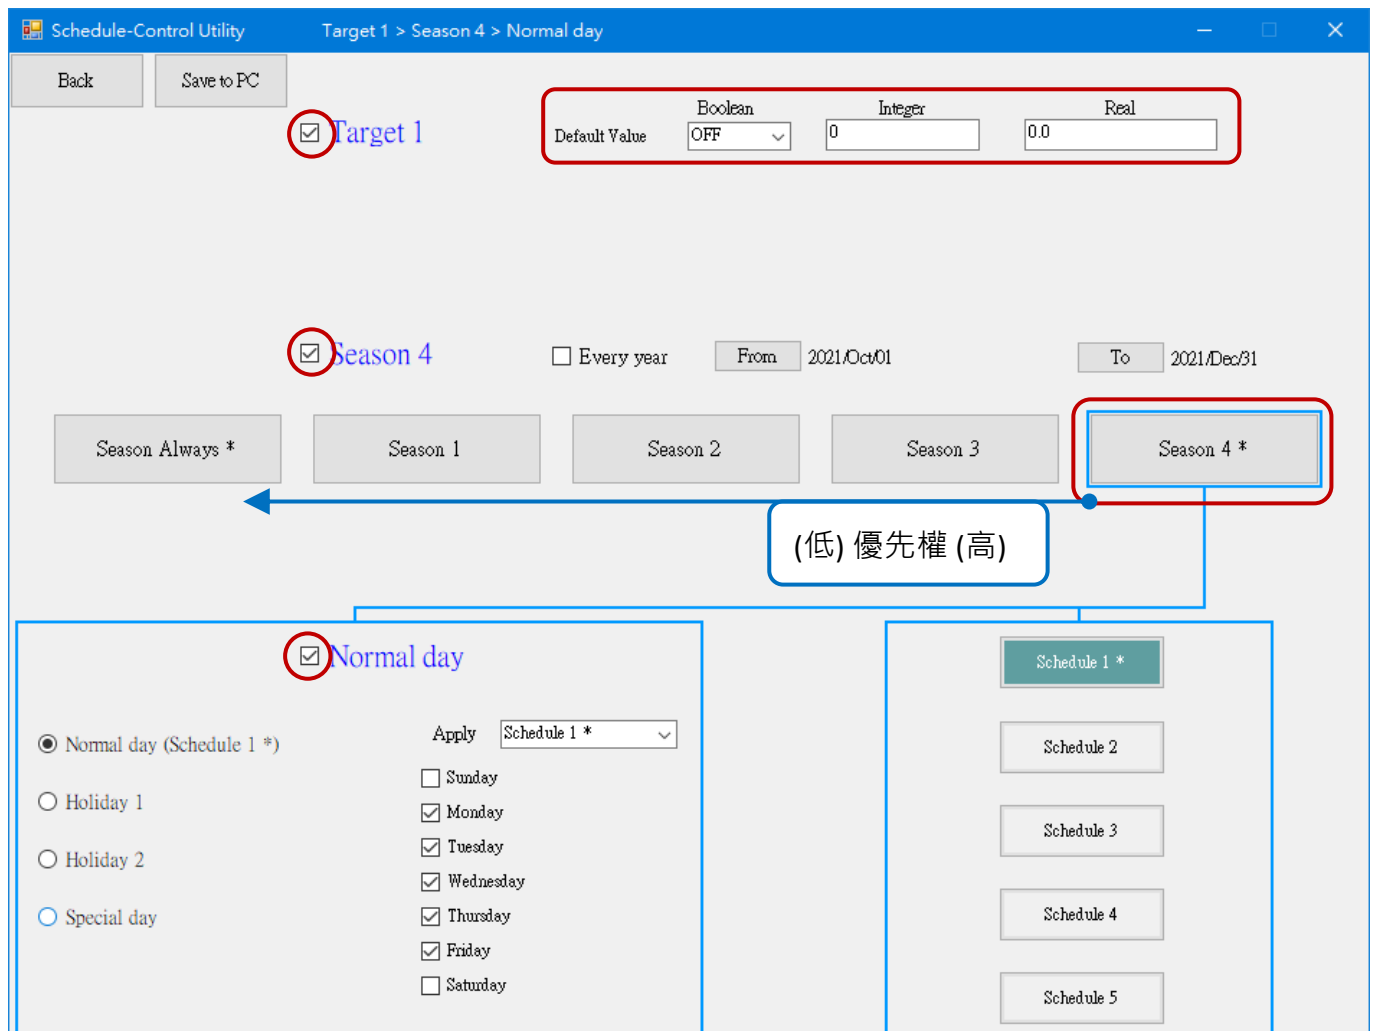 Schedule-Control Utility Target 1 > Season 4 > Normal day
Back Save to PC
Boolean Integer Real
Target 1 Default Value OFF 0 0.0
Season 4 Every year From 2021/Oct/01 To 2021/Dec/31
Season Always * Season 1 Season 2 Season 3 Season 4 *
(低) 優先權 (高)
Normal day
Schedule 1 *
Apply Schedule 1 *
Normal day (Schedule 1 *)
Schedule 2
Sunday
Holiday 1
Monday
Schedule 3
Tuesday
Holiday 2
Wednesday
Special day
Thursday
Schedule 4
Friday
Saturday
Schedule 5